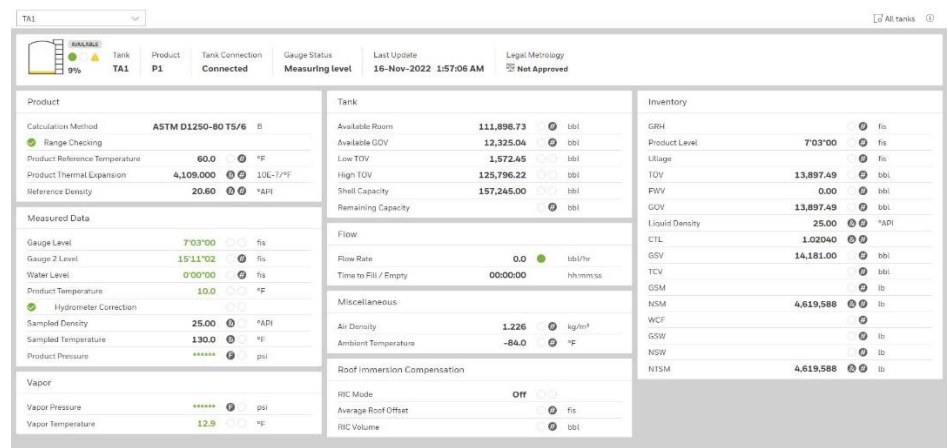 TA1
All tanks
AVAILABLE
9%
Tank Product Tank Connection Gauge Status Last Update Legal Metrology
TA1 P1 Connected Measuring level 16-Nov-2022 1:57:06 AM Not Approved
Product
Calculation Method ASTM D1250-80 T5/6 B
Range Checking
Product Reference Temperature 60.0 # °F
Product Thermal Expansion 4,109.000 & # 10E-7/°F
Reference Density 20.60 & # °API
Measured Data
Gauge Level 7'03"00 fis
Gauge 2 Level 15'11"02 # fis
Water Level 0'00"00 # fis
Product Temperature 10.0 °F
Hydrometer Correction
Sampled Density 25.00 & °API
Sampled Temperature 130.0 & °F
Product Pressure ****** F psi
Vapor
Vapor Pressure ****** F psi
Vapor Temperature 12.9 °F
Tank
Available Room 111,898.73 # bbl
Available GOV 12,325.04 # bbl
Low TOV 1,572.45 bbl
High TOV 125,796.22 bbl
Shell Capacity 157,245.00 bbl
Remaining Capacity # bbl
Flow
Flow Rate 0.0 bbl/hr
Time to Fill / Empty 00:00:00 hh:mm:ss
Miscellaneous
Air Density 1.226 # kg/m³
Ambient Temperature -84.0 # °F
Roof Immersion Compensation
RIC Mode Off
Average Roof Offset # fis
RIC Volume # bbl
Inventory
GRH # fis
Product Level 7'03"00 # fis
Ullage # fis
TOV 13,897.49 # bbl
FWV 0.00 # bbl
GOV 13,897.49 # bbl
Liquid Density 25.00 & # °API
CTL 1.02040 & #
GSV 14,181.00 # bbl
TCV # bbl
GSM # lb
NSM 4,619,588 & # lb
WCF #
GSW # lb
NSW # lb
NTSM 4,619,588 & # lb